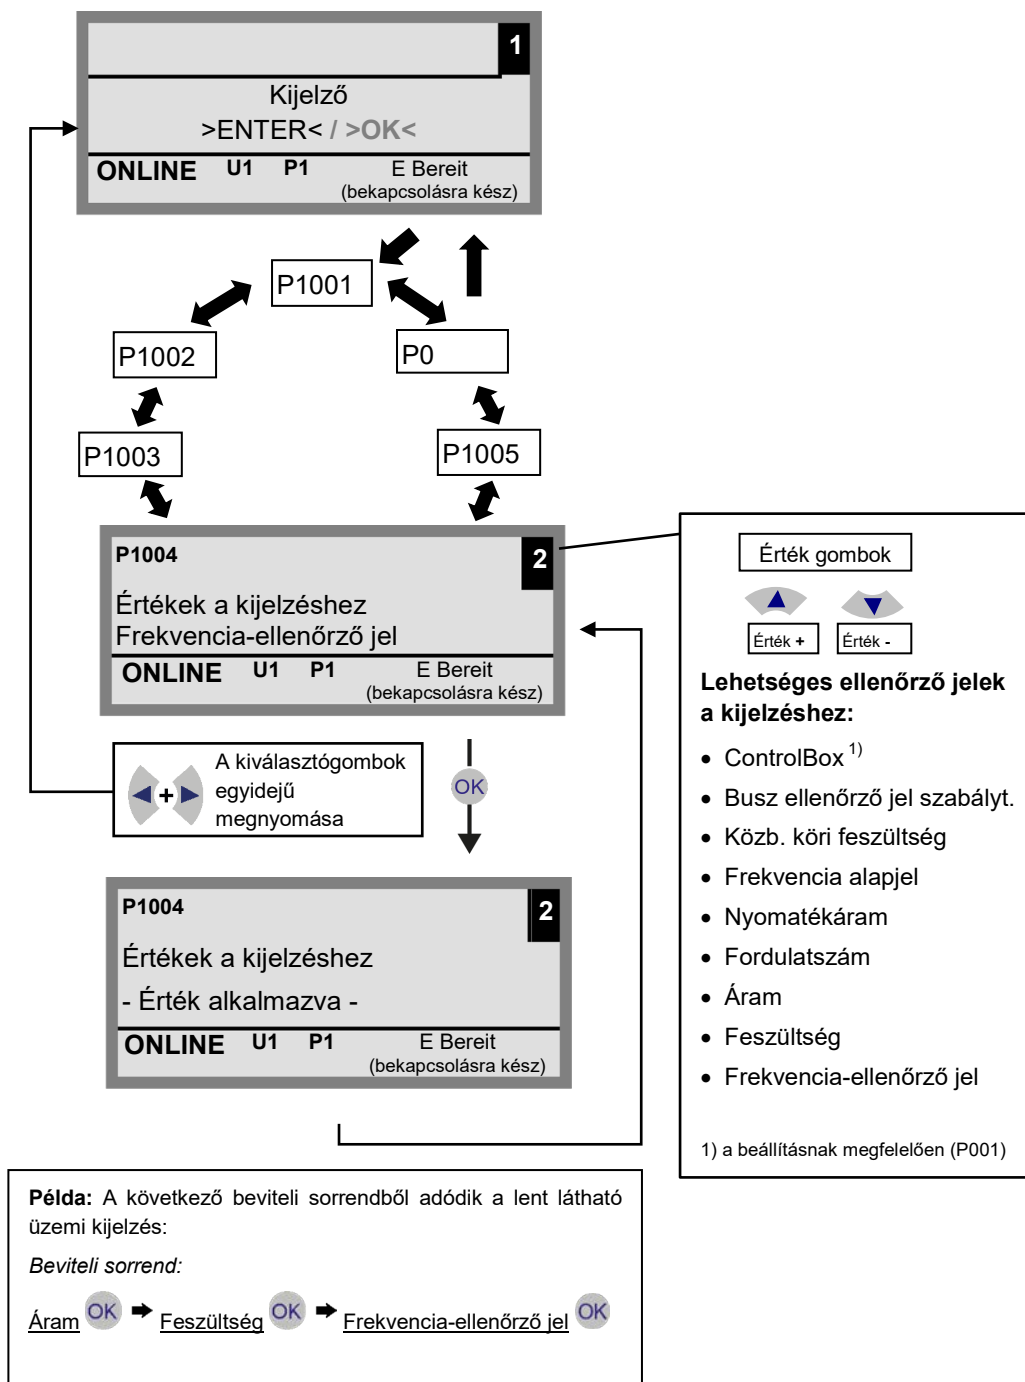 1
Kijelző
>ENTER< / >OK<
ONLINE U1 P1 E Bereit
(bekapcsolásra kész)
P1001
P1002
P0
P1003
P1005
P1004
2
Értékek a kijelzéshez
Frekvencia-ellenőrző jel
ONLINE U1 P1 E Bereit
(bekapcsolásra kész)
+
A kiválasztógombok
egyidejű
megnyomása
OK
P1004
2
Értékek a kijelzéshez
- Érték alkalmazva -
ONLINE U1 P1 E Bereit
(bekapcsolásra kész)
Érték gombok
Érték + Érték -
Lehetséges ellenőrző jelek
a kijelzéshez:
• ControlBox 1)
• Busz ellenőrző jel szabályt.
• Közb. köri feszültség
• Frekvencia alapjel
• Nyomatékáram
• Fordulatszám
• Áram
• Feszültség
• Frekvencia-ellenőrző jel
1) a beállításnak megfelelően (P001)
Példa: A következő beviteli sorrendből adódik a lent látható
üzemi kijelzés:
Beviteli sorrend:
Áram OK Feszültség OK Frekvencia-ellenőrző jel OK